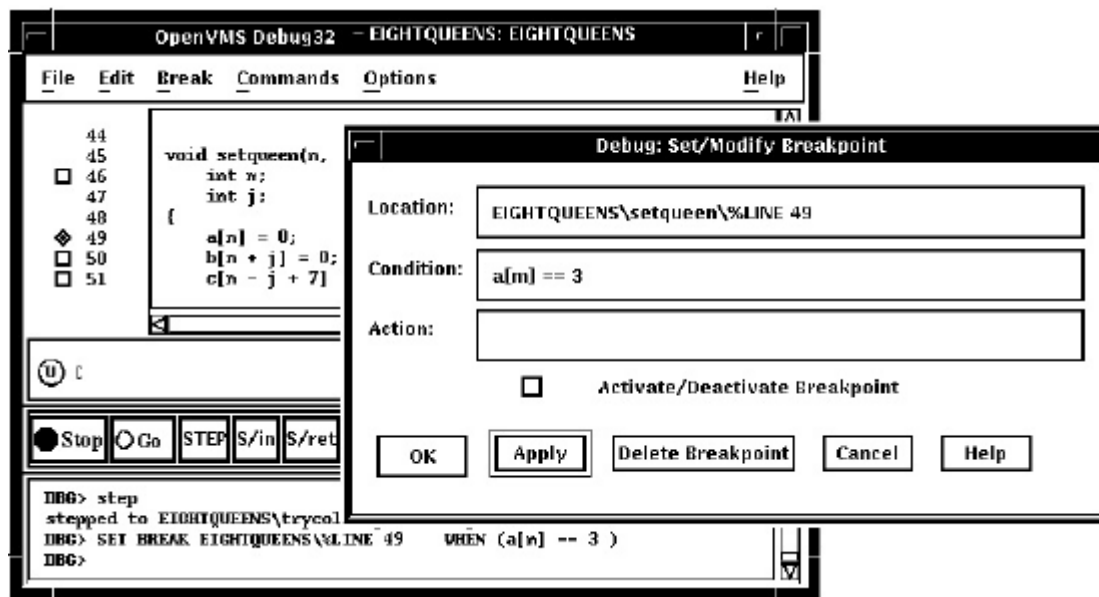 OpenVMS Debug32 - EIGHTQUEENS: EIGHTQUEENS
File Edit Break Commands Options Help
44
45 void setqueen(n,
46 int n;
47 int j;
48 {
49 a[n] = 0;
50 b[n + j] = 0;
51 c[n - j + 7]
Stop Go STEP S/in S/ret
DBG> step
stepped to EIGHTQUEENS\trycol
DBG> SET BREAK EIGHTQUEENS\%LINE 49 WHEN (a[n] == 3 )
DBG>
Debug: Set/Modify Breakpoint
Location: EIGHTQUEENS\setqueen\%LINE 49
Condition: a[m] == 3
Action:
Activate/Deactivate Breakpoint
OK Apply Delete Breakpoint Cancel Help